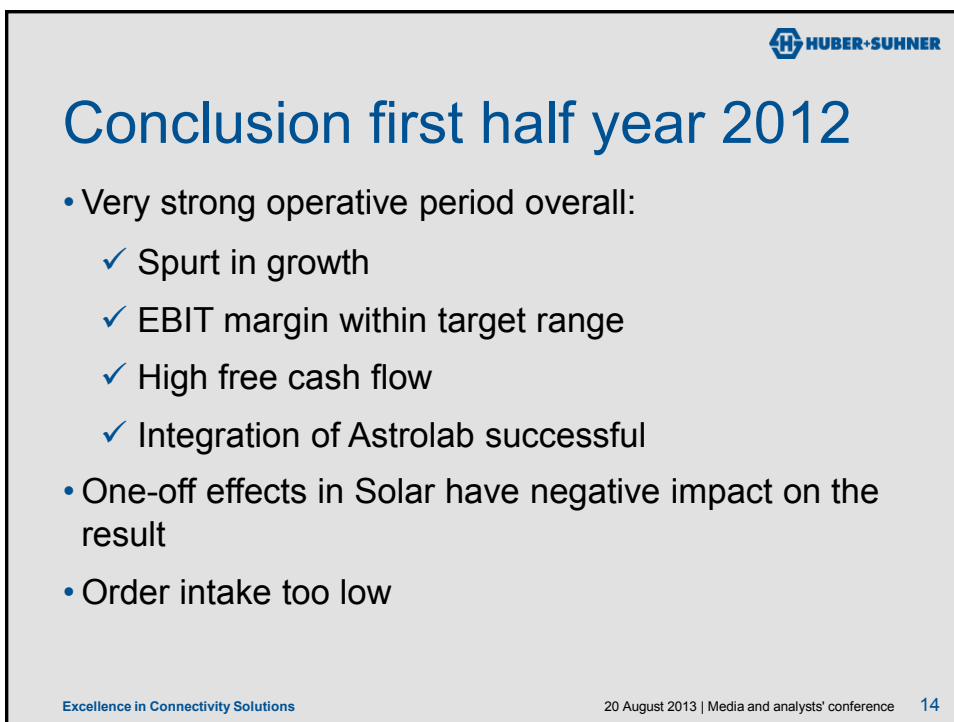 HUBER+SUHNER
Conclusion first half year 2012
• Very strong operative period overall:
✓ Spurt in growth
✓ EBIT margin within target range
✓ High free cash flow
✓ Integration of Astrolab successful
• One-off effects in Solar have negative impact on the
result
• Order intake too low
Excellence in Connectivity Solutions
20 August 2013 | Media and analysts' conference 14